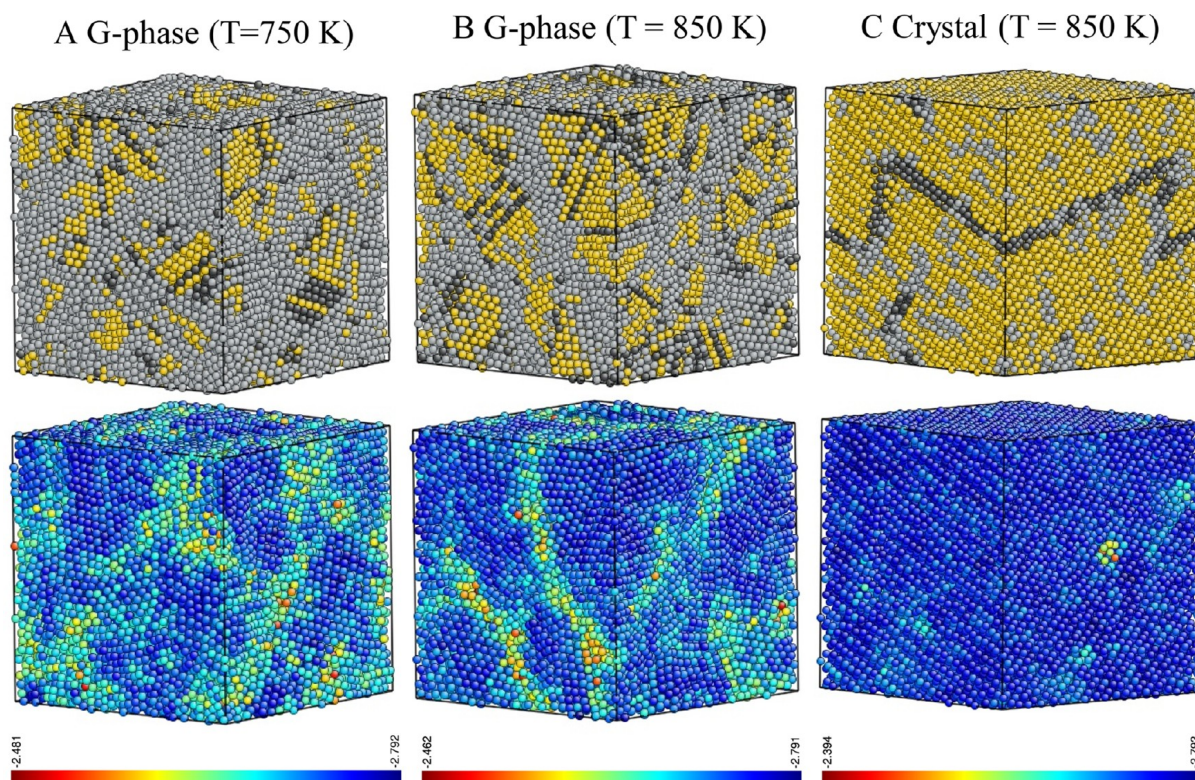 A G-phase (T=750 K)
B G-phase (T = 850 K)
C Crystal (T = 850 K)
-2.481
-2.792
-2.462
-2.791
-2.394